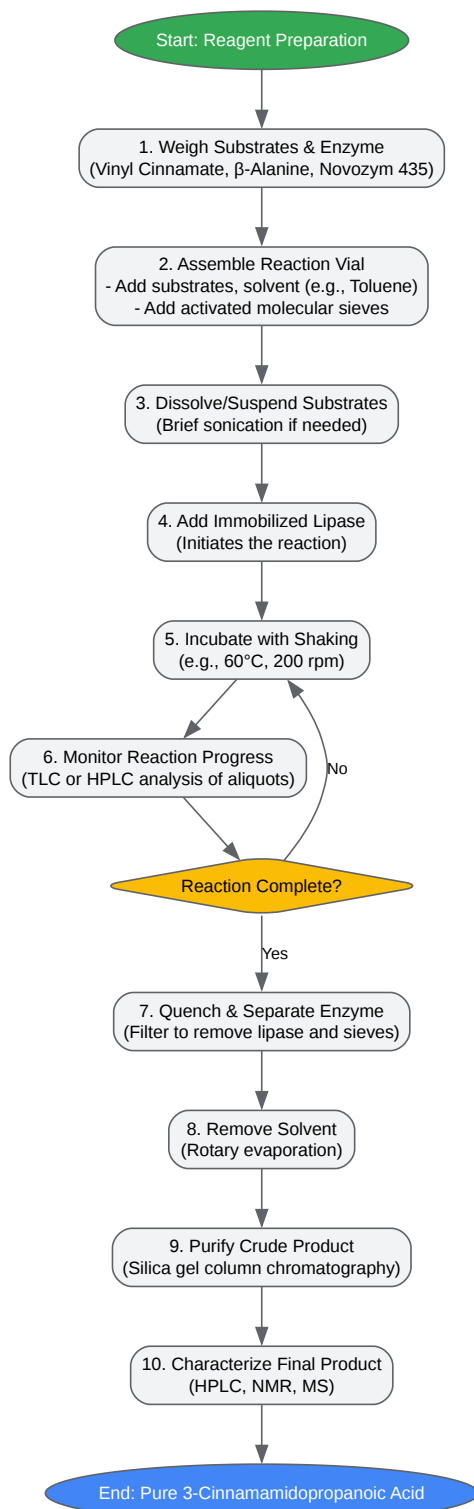 Start: Reagent Preparation
1. Weigh Substrates & Enzyme
(Vinyl Cinnamate, β-Alanine, Novozym 435)
2. Assemble Reaction Vial
- Add substrates, solvent (e.g., Toluene)
- Add activated molecular sieves
3. Dissolve/Suspend Substrates
(Brief sonication if needed)
4. Add Immobilized Lipase
(Initiates the reaction)
5. Incubate with Shaking
(e.g., 60°C, 200 rpm)
6. Monitor Reaction Progress
(TLC or HPLC analysis of aliquots)
No
Reaction Complete?
Yes
7. Quench & Separate Enzyme
(Filter to remove lipase and sieves)
8. Remove Solvent
(Rotary evaporation)
9. Purify Crude Product
(Silica gel column chromatography)
10. Characterize Final Product
(HPLC, NMR, MS)
End: Pure 3-Cinnamamidopropanoic Acid